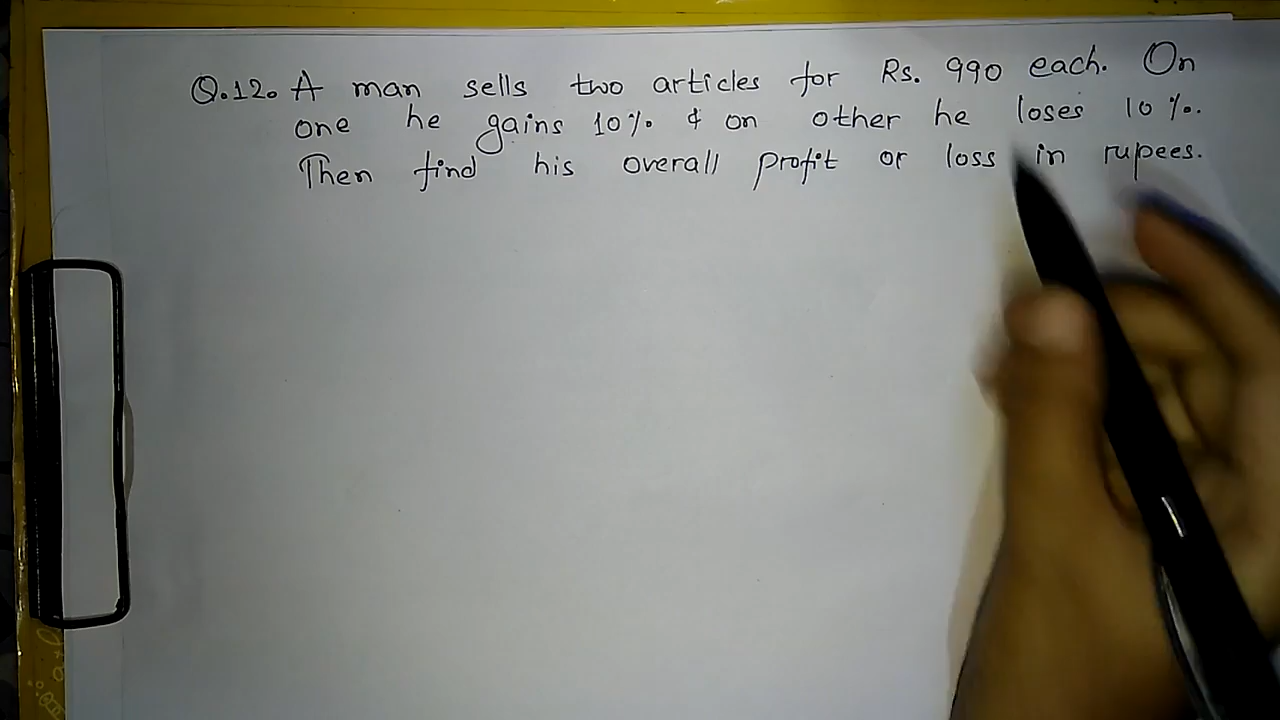 Q.12. A man sells two articles for Rs. 990 each. On
one he gains 10% & on other he loses 10%.
Then find his overall profit or loss in rupees.